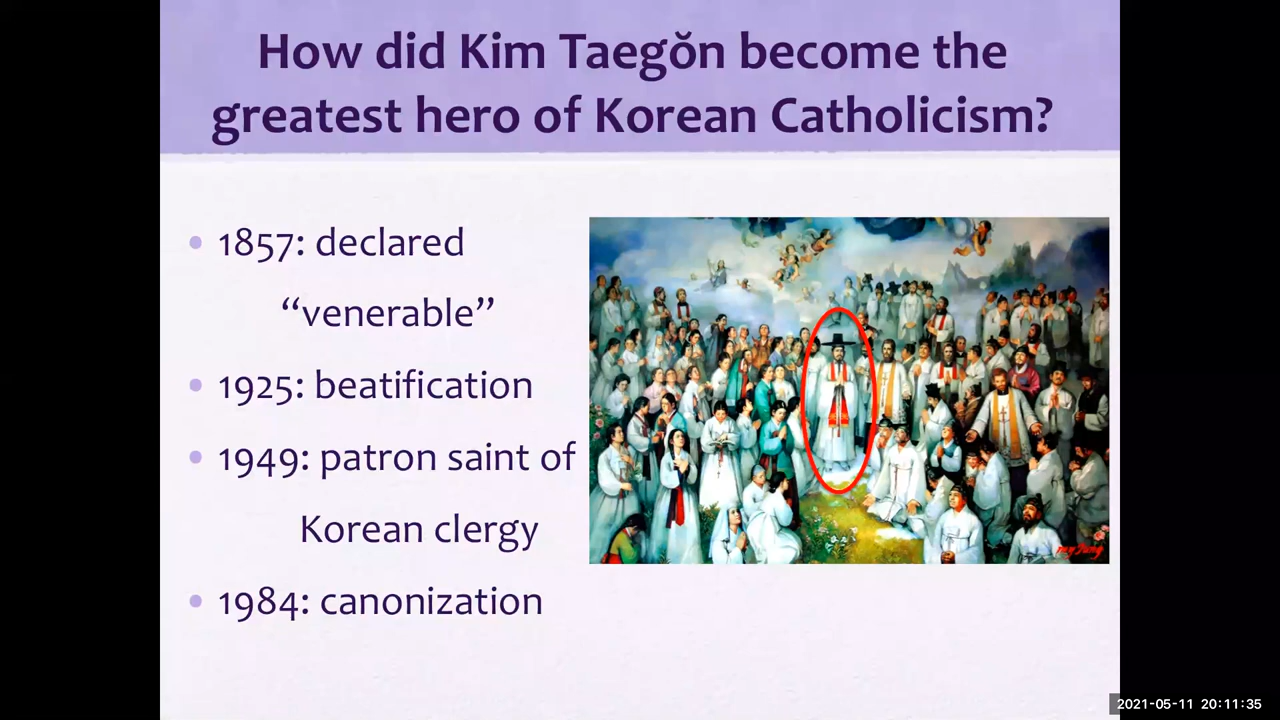 How did Kim Taegŏn become the
greatest hero of Korean Catholicism?
• 1857: declared
“venerable”
• 1925: beatification
• 1949: patron saint of
Korean clergy
• 1984: canonization
2021-05-11 20:11:35